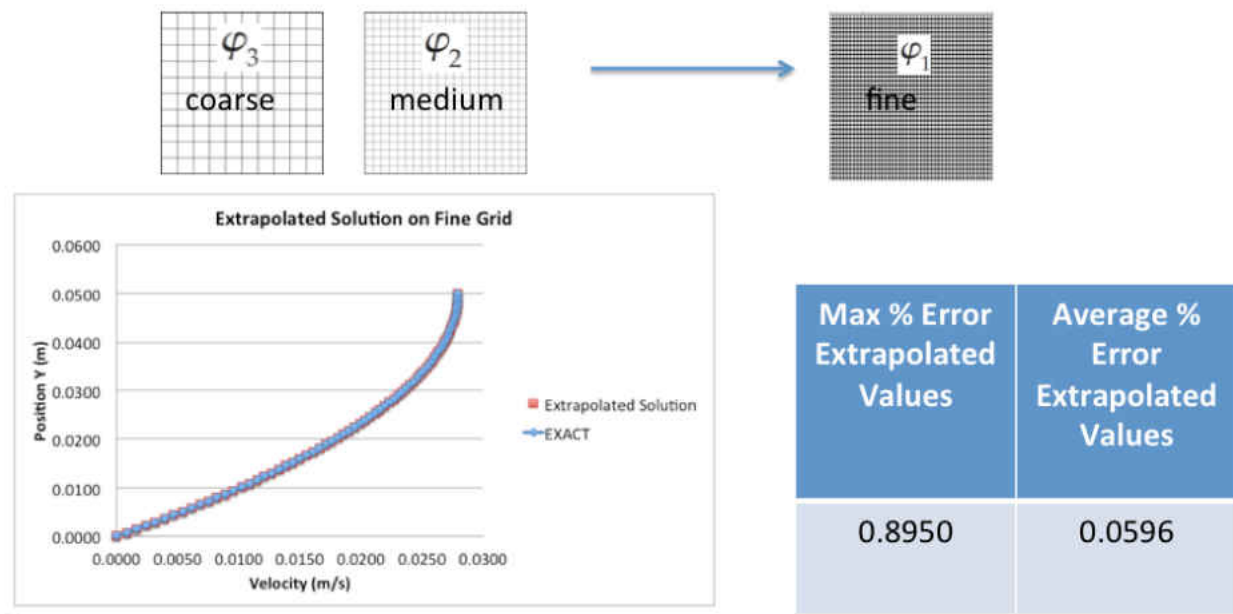 φ3
coarse
φ2
medium
φ1
fine
Extrapolated Solution on Fine Grid
0.0600
0.0500
0.0400
0.0300
0.0200
0.0100
0.0000
Position Y (m)
0.0000 0.0050 0.0100 0.0150 0.0200 0.0250 0.0300
Velocity (m/s)
Extrapolated Solution
EXACT
Max % Error
Extrapolated
Values
Average %
Error
Extrapolated
Values
0.8950
0.0596